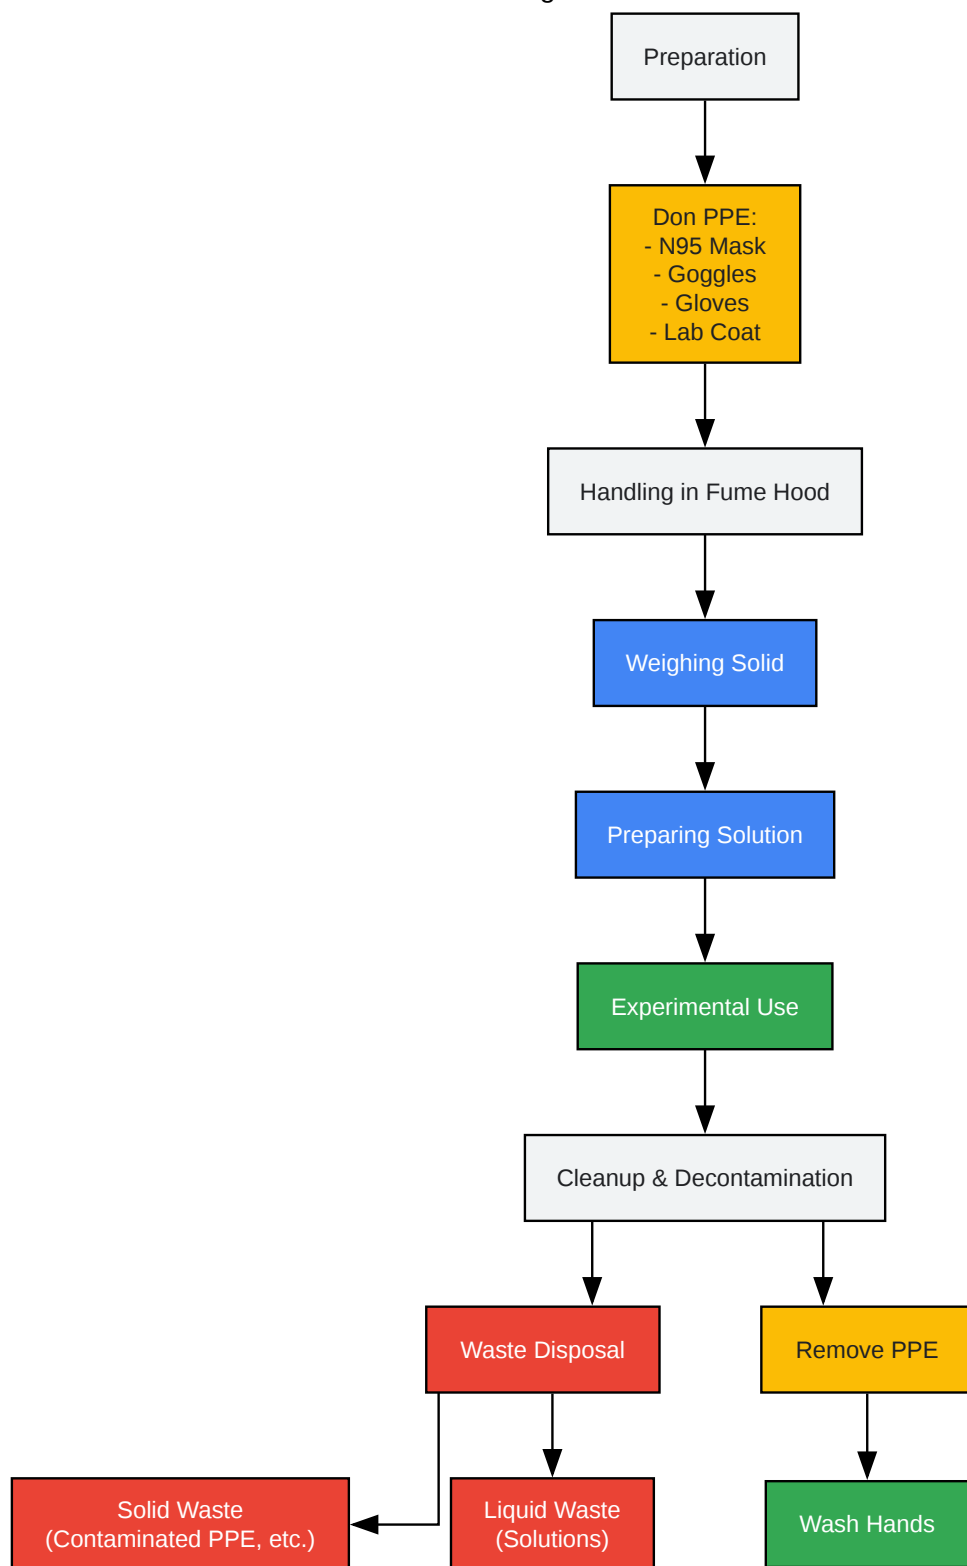 Preparation
Don PPE:
- N95 Mask
- Goggles
- Gloves
- Lab Coat
Handling in Fume Hood
Weighing Solid
Preparing Solution
Experimental Use
Cleanup & Decontamination
Waste Disposal
Remove PPE
Solid Waste
(Contaminated PPE, etc.)
Liquid Waste
(Solutions)
Wash Hands